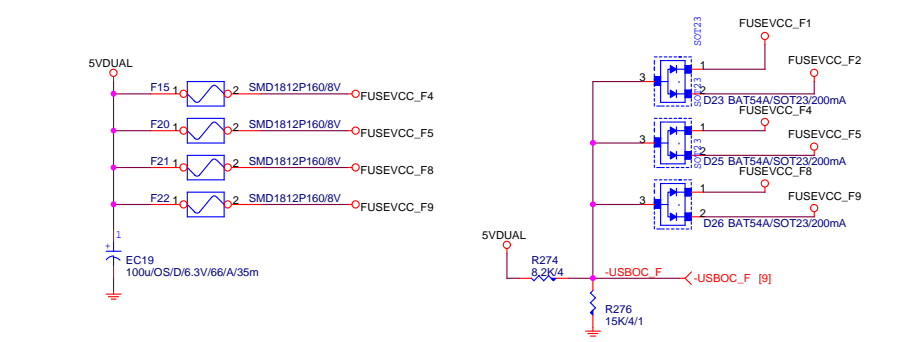 5VDUAL
F15 1 2 SMD1812P160/8V FUSEVCC_F4
F20 1 2 SMD1812P160/8V FUSEVCC_F5
F21 1 2 SMD1812P160/8V FUSEVCC_F8
F22 1 2 SMD1812P160/8V FUSEVCC_F9
1
+
EC19
100u/OS/D/6.3V/66/A/35m
SOT23
FUSEVCC_F1
1
FUSEVCC_F2
3
2
D23 BAT54A/SOT23/200mA
SOT23
FUSEVCC_F4
1
FUSEVCC_F5
3
2
D25 BAT54A/SOT23/200mA
SOT23
FUSEVCC_F8
1
FUSEVCC_F9
3
2
D26 BAT54A/SOT23/200mA
5VDUAL
R274
8.2K/4
-USBOC_F
-USBOC_F [9]
R276
15K/4/1